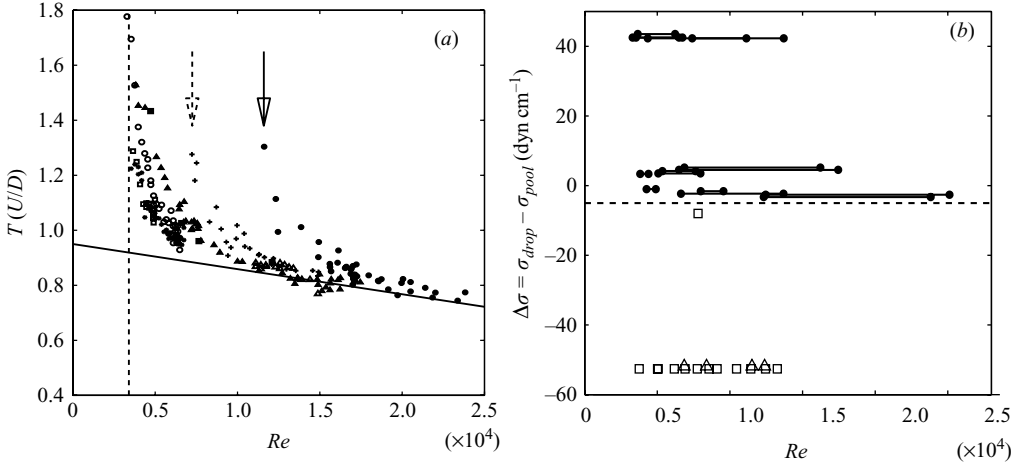 (a)
1.8
1.6
1.4
1.2
1.0
0.8
0.6
0.4
T (U/D)
0 0.5 1.0 1.5 2.0 2.5
Re
(×10⁴)
(b)
40
20
0
−20
−40
−60
Δσ = σdrop − σpool (dyn cm⁻¹)
0 0.5 1.0 1.5 2.0 2.5
Re
(×10⁴)